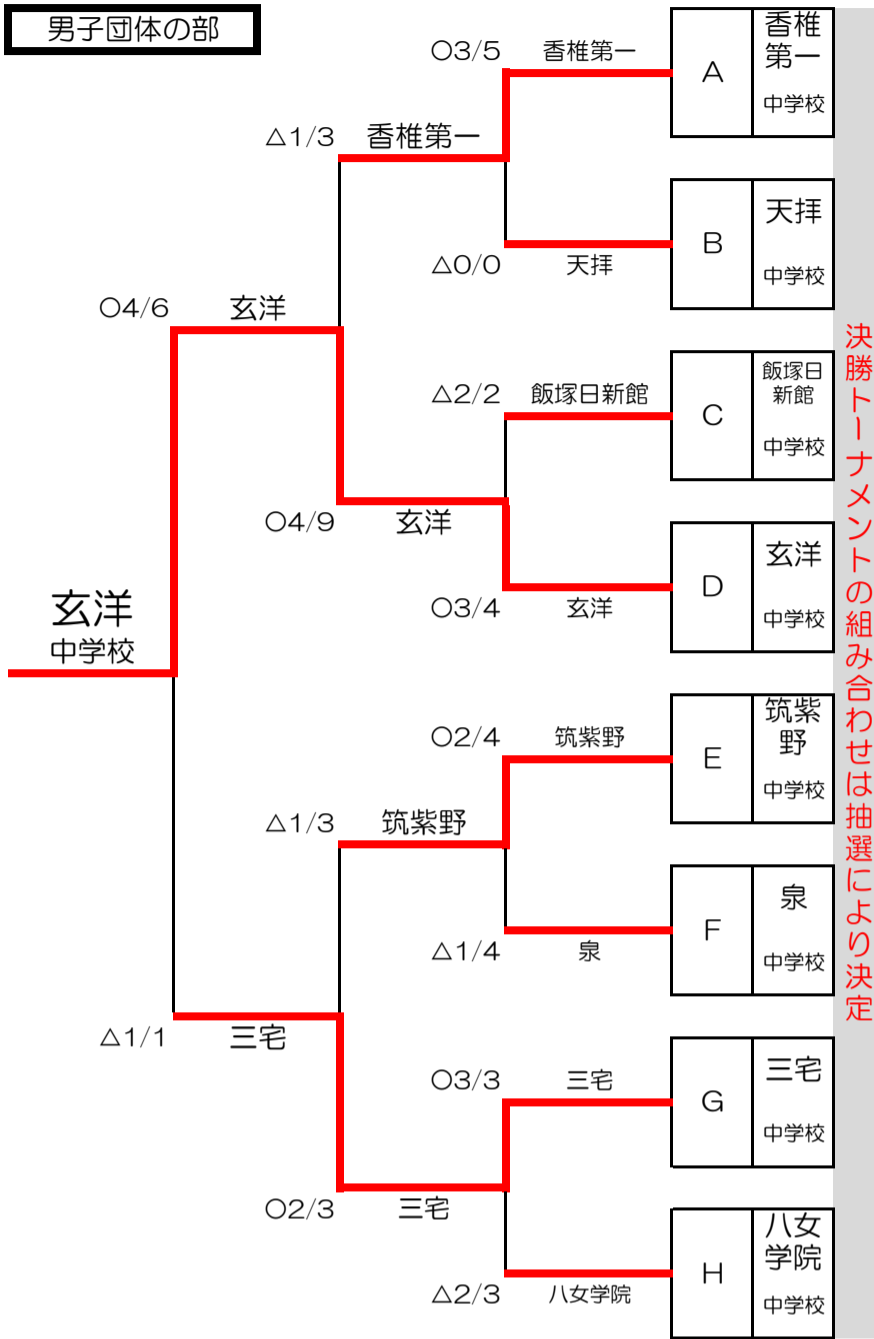 男子団体の部
○3/5
香椎第一
A
香椎
第一
中学校
△1/3
香椎第一
B
天拝
中学校
△0/0
天拝
○4/6
玄洋
△2/2
飯塚日新館
C
飯塚日
新館
中学校
○4/9
玄洋
D
玄洋
中学校
○3/4
玄洋
玄洋
中学校
○2/4
筑紫野
E
筑紫
野
中学校
△1/3
筑紫野
F
泉
中学校
△1/4
泉
△1/1
三宅
○3/3
三宅
G
三宅
中学校
○2/3
三宅
H
八女
学院
中学校
△2/3
八女学院
決勝トーナメントの組み合わせは抽選により決定